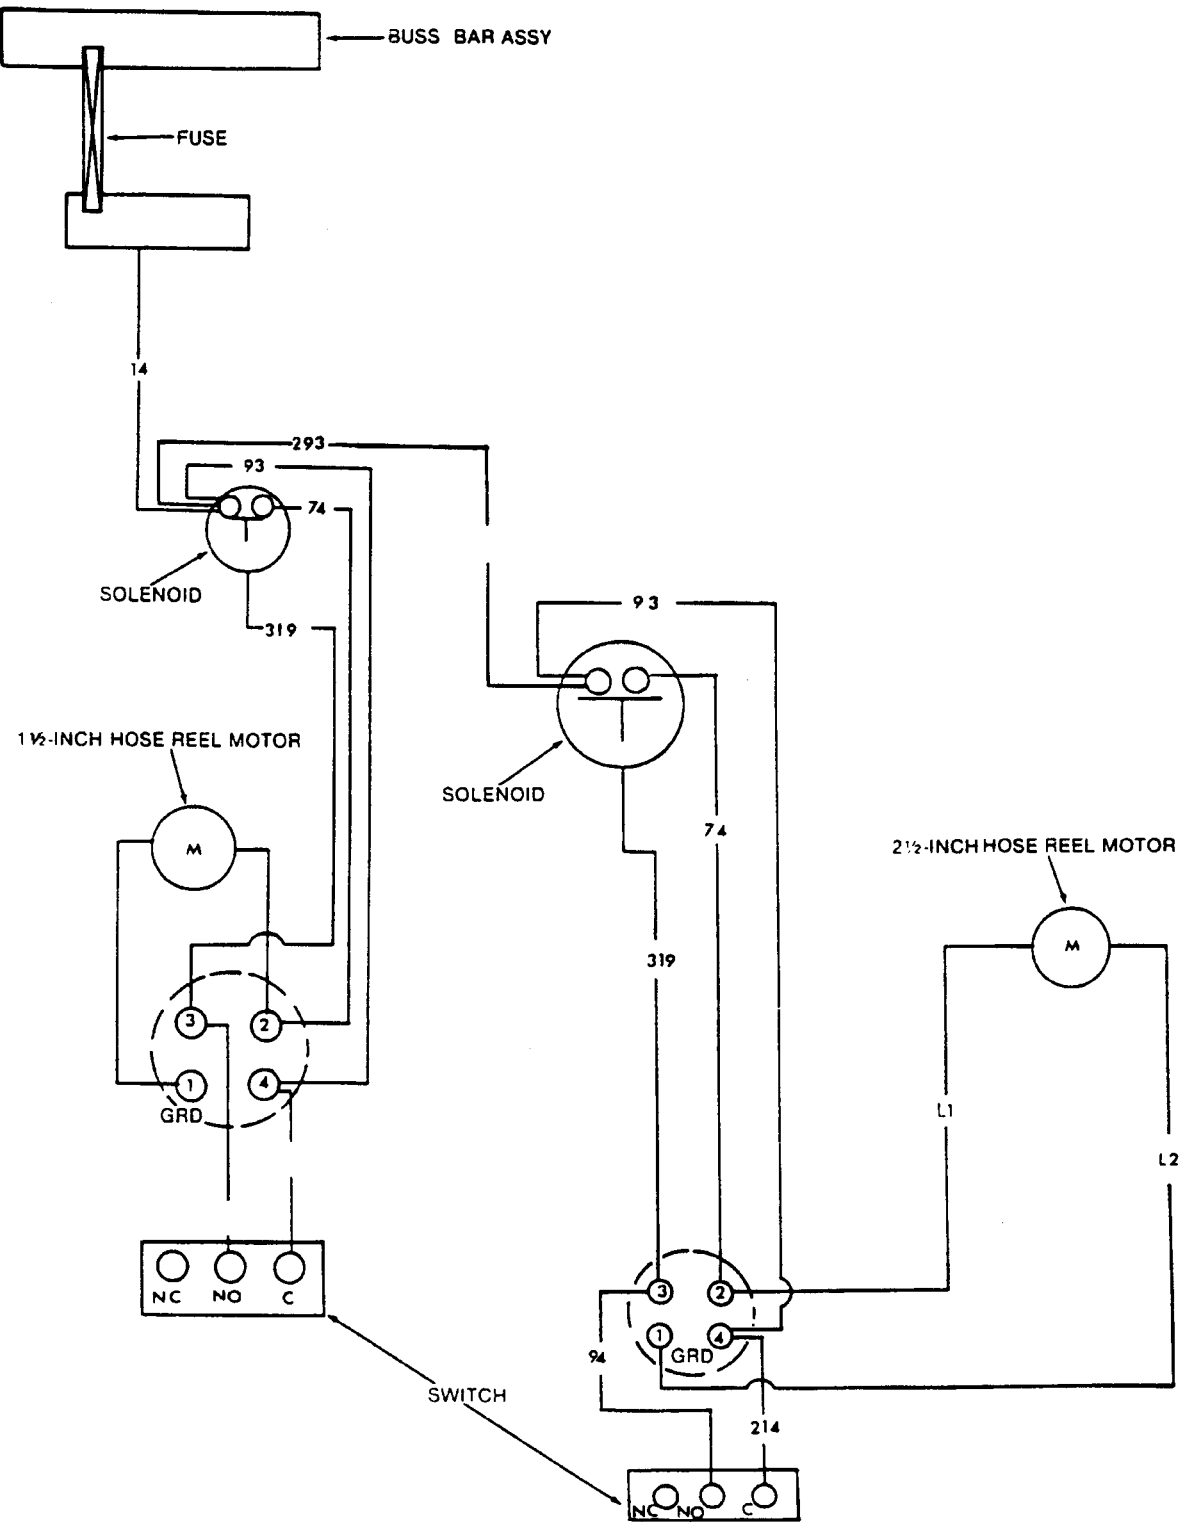 BUSS BAR ASSY
FUSE
14
293
93
74
SOLENOID
319
93
1½-INCH HOSE REEL MOTOR
SOLENOID
74
M
2½-INCH HOSE REEL MOTOR
M
319
3
2
1
4
GRD
L1
L2
NC NO C
3
2
1
4
GRD
94
SWITCH
214
NC NO C